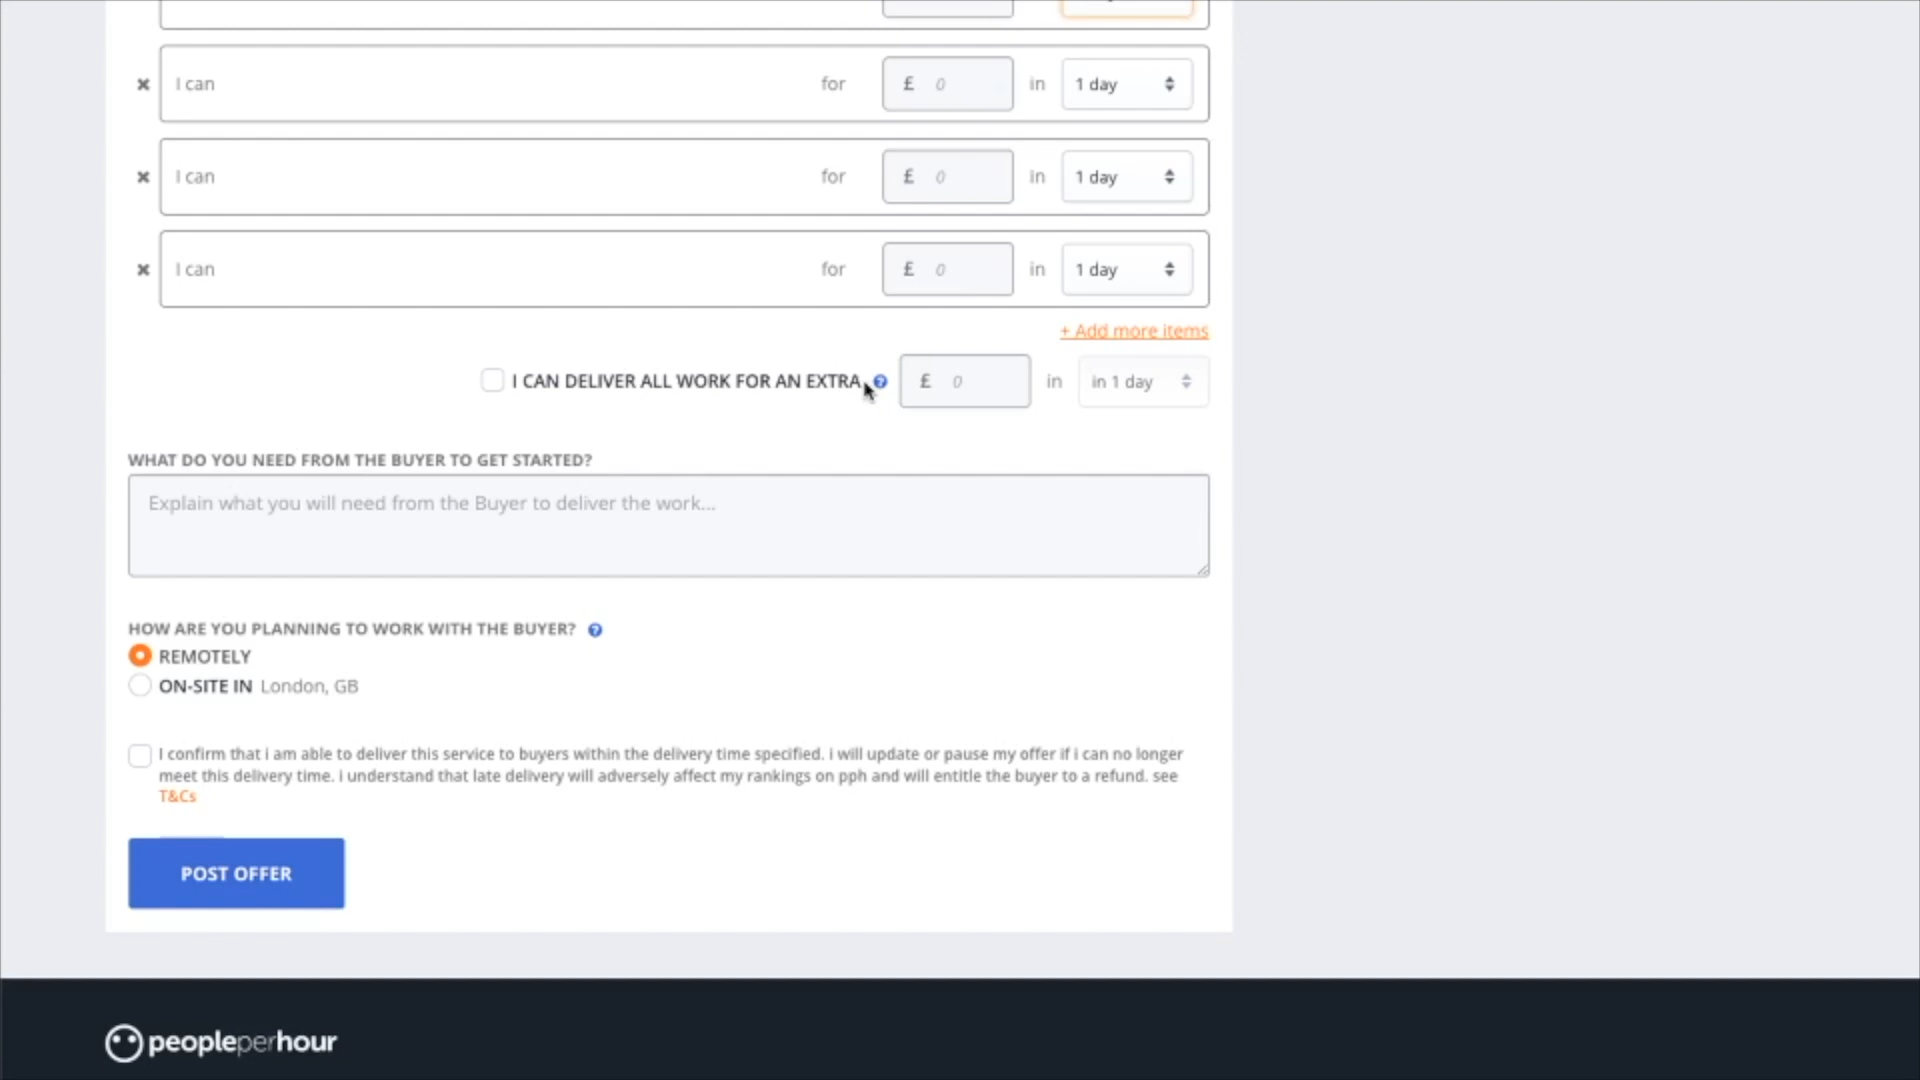 ✖ I can for £ 0 in 1 day
✖ I can for £ 0 in 1 day
✖ I can for £ 0 in 1 day
+ Add more items
I CAN DELIVER ALL WORK FOR AN EXTRA ? £ 0 in in 1 day
WHAT DO YOU NEED FROM THE BUYER TO GET STARTED?
Explain what you will need from the Buyer to deliver the work...
HOW ARE YOU PLANNING TO WORK WITH THE BUYER? ?
REMOTELY
ON-SITE IN London, GB
I confirm that i am able to deliver this service to buyers within the delivery time specified. i will update or pause my offer if i can no longer
meet this delivery time. i understand that late delivery will adversely affect my rankings on pph and will entitle the buyer to a refund. see
T&Cs
POST OFFER
peopleperhour